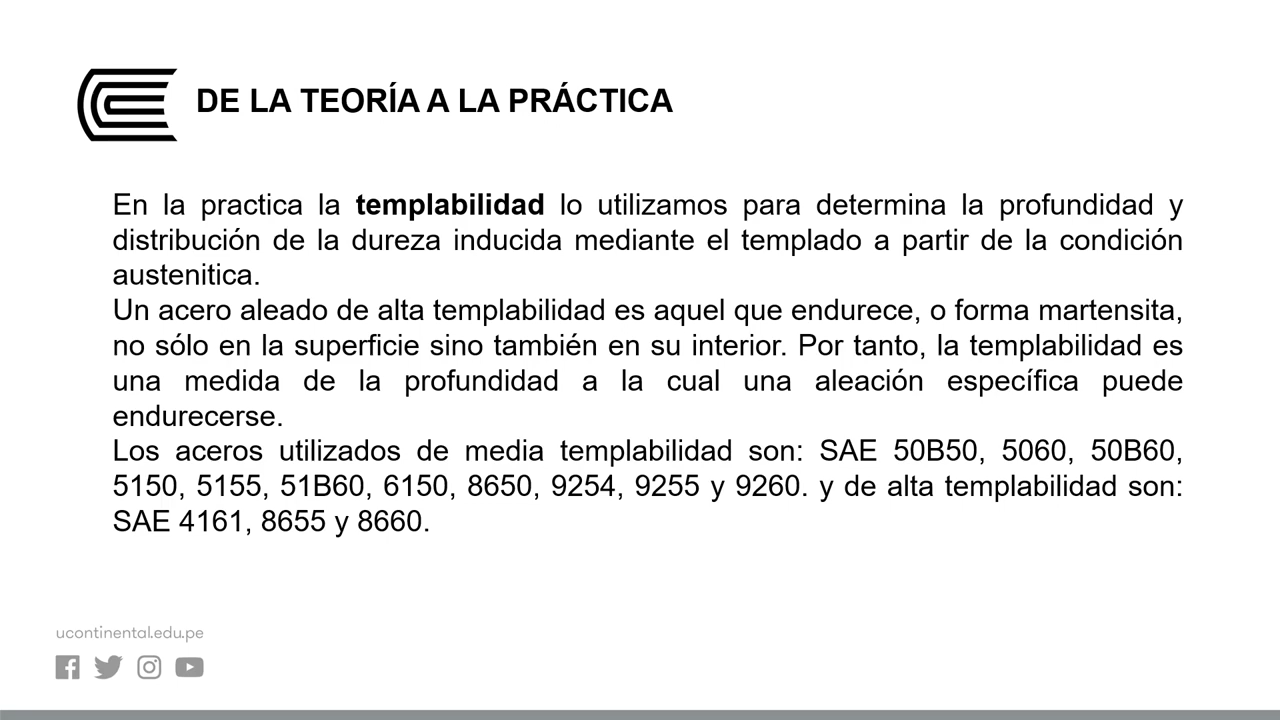 DE LA TEORÍA A LA PRÁCTICA
En la practica la templabilidad lo utilizamos para determina la profundidad y
distribución de la dureza inducida mediante el templado a partir de la condición
austenitica.
Un acero aleado de alta templabilidad es aquel que endurece, o forma martensita,
no sólo en la superficie sino también en su interior. Por tanto, la templabilidad es
una medida de la profundidad a la cual una aleación específica puede
endurecerse.
Los aceros utilizados de media templabilidad son: SAE 50B50, 5060, 50B60,
5150, 5155, 51B60, 6150, 8650, 9254, 9255 y 9260. y de alta templabilidad son:
SAE 4161, 8655 y 8660.
ucontinental.edu.pe